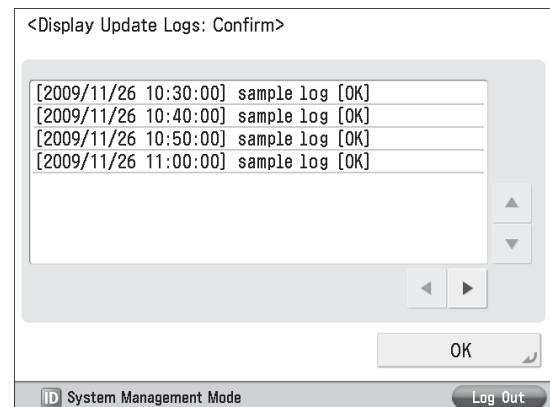 <Display Update Logs: Confirm>
[2009/11/26 10:30:00] sample log [OK]
[2009/11/26 10:40:00] sample log [OK]
[2009/11/26 10:50:00] sample log [OK]
[2009/11/26 11:00:00] sample log [OK]
OK
ID System Management Mode
Log Out